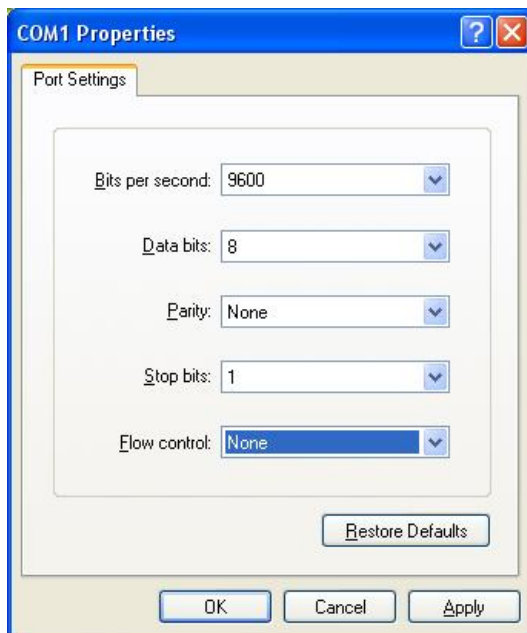 COM1 Properties
Port Settings
Bits per second: 9600
Data bits: 8
Parity: None
Stop bits: 1
Flow control: None
Restore Defaults
OK Cancel Apply